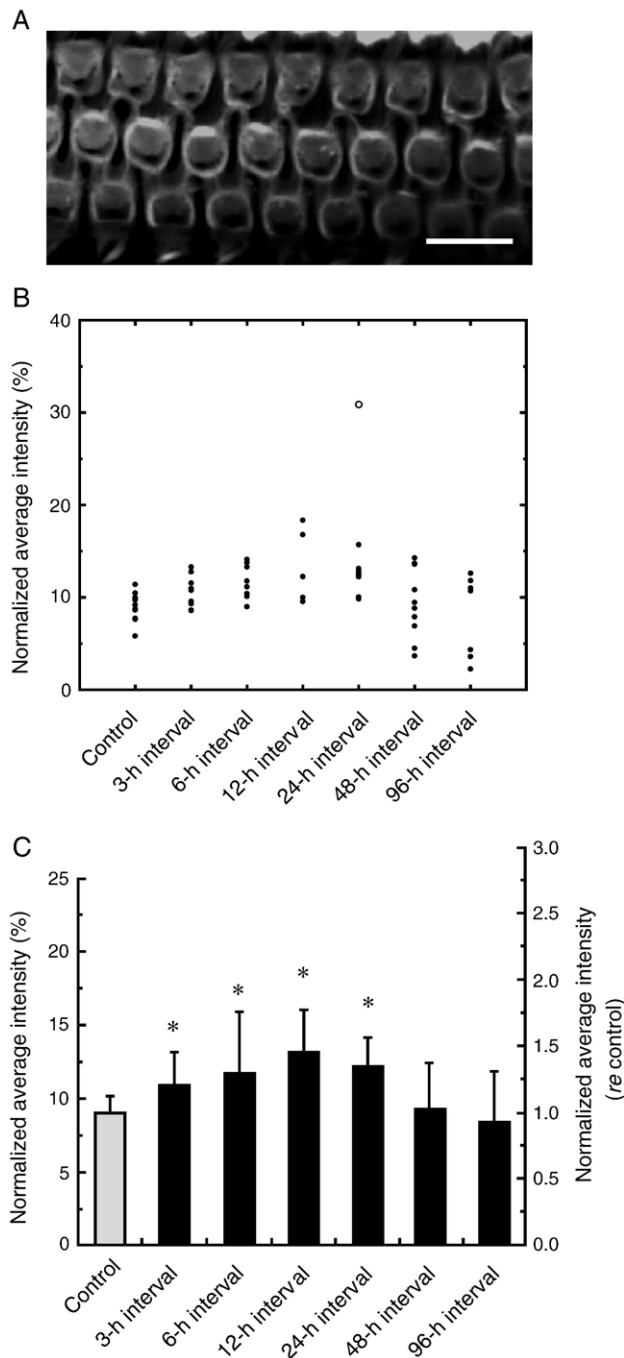 A
B
Normalized average intensity (%)
40
30
20
10
0
Control
3-h interval
6-h interval
12-h interval
24-h interval
48-h interval
96-h interval
C
Normalized average intensity (%)
25
20
15
10
5
0
* * * *
3.0
2.5
2.0
1.5
1.0
0.5
0.0
Normalized average intensity
(re control)
Control
3-h interval
6-h interval
12-h interval
24-h interval
48-h interval
96-h interval